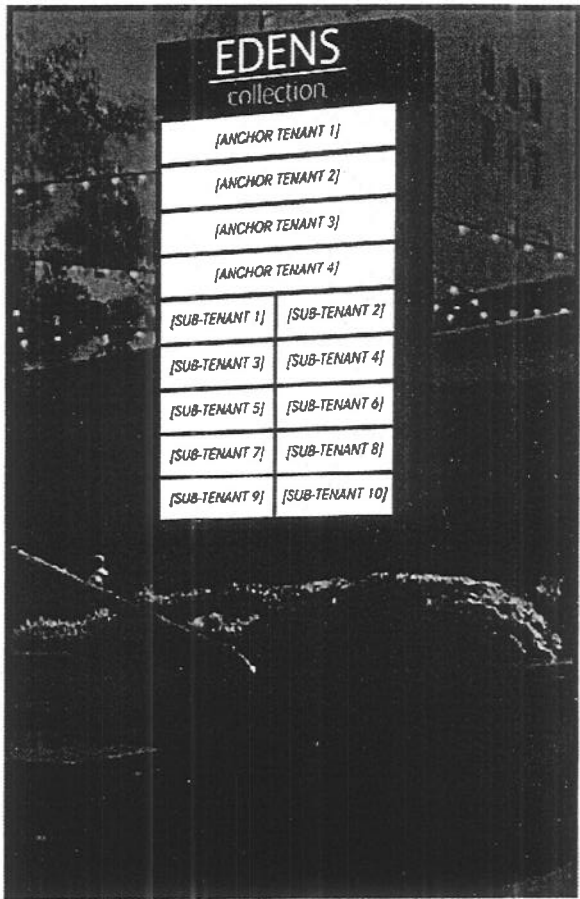 EDENS
collection
[ANCHOR TENANT 1]
[ANCHOR TENANT 2]
[ANCHOR TENANT 3]
[ANCHOR TENANT 4]
[SUB-TENANT 1] [SUB-TENANT 2]
[SUB-TENANT 3] [SUB-TENANT 4]
[SUB-TENANT 5] [SUB-TENANT 6]
[SUB-TENANT 7] [SUB-TENANT 8]
[SUB-TENANT 9] [SUB-TENANT 10]